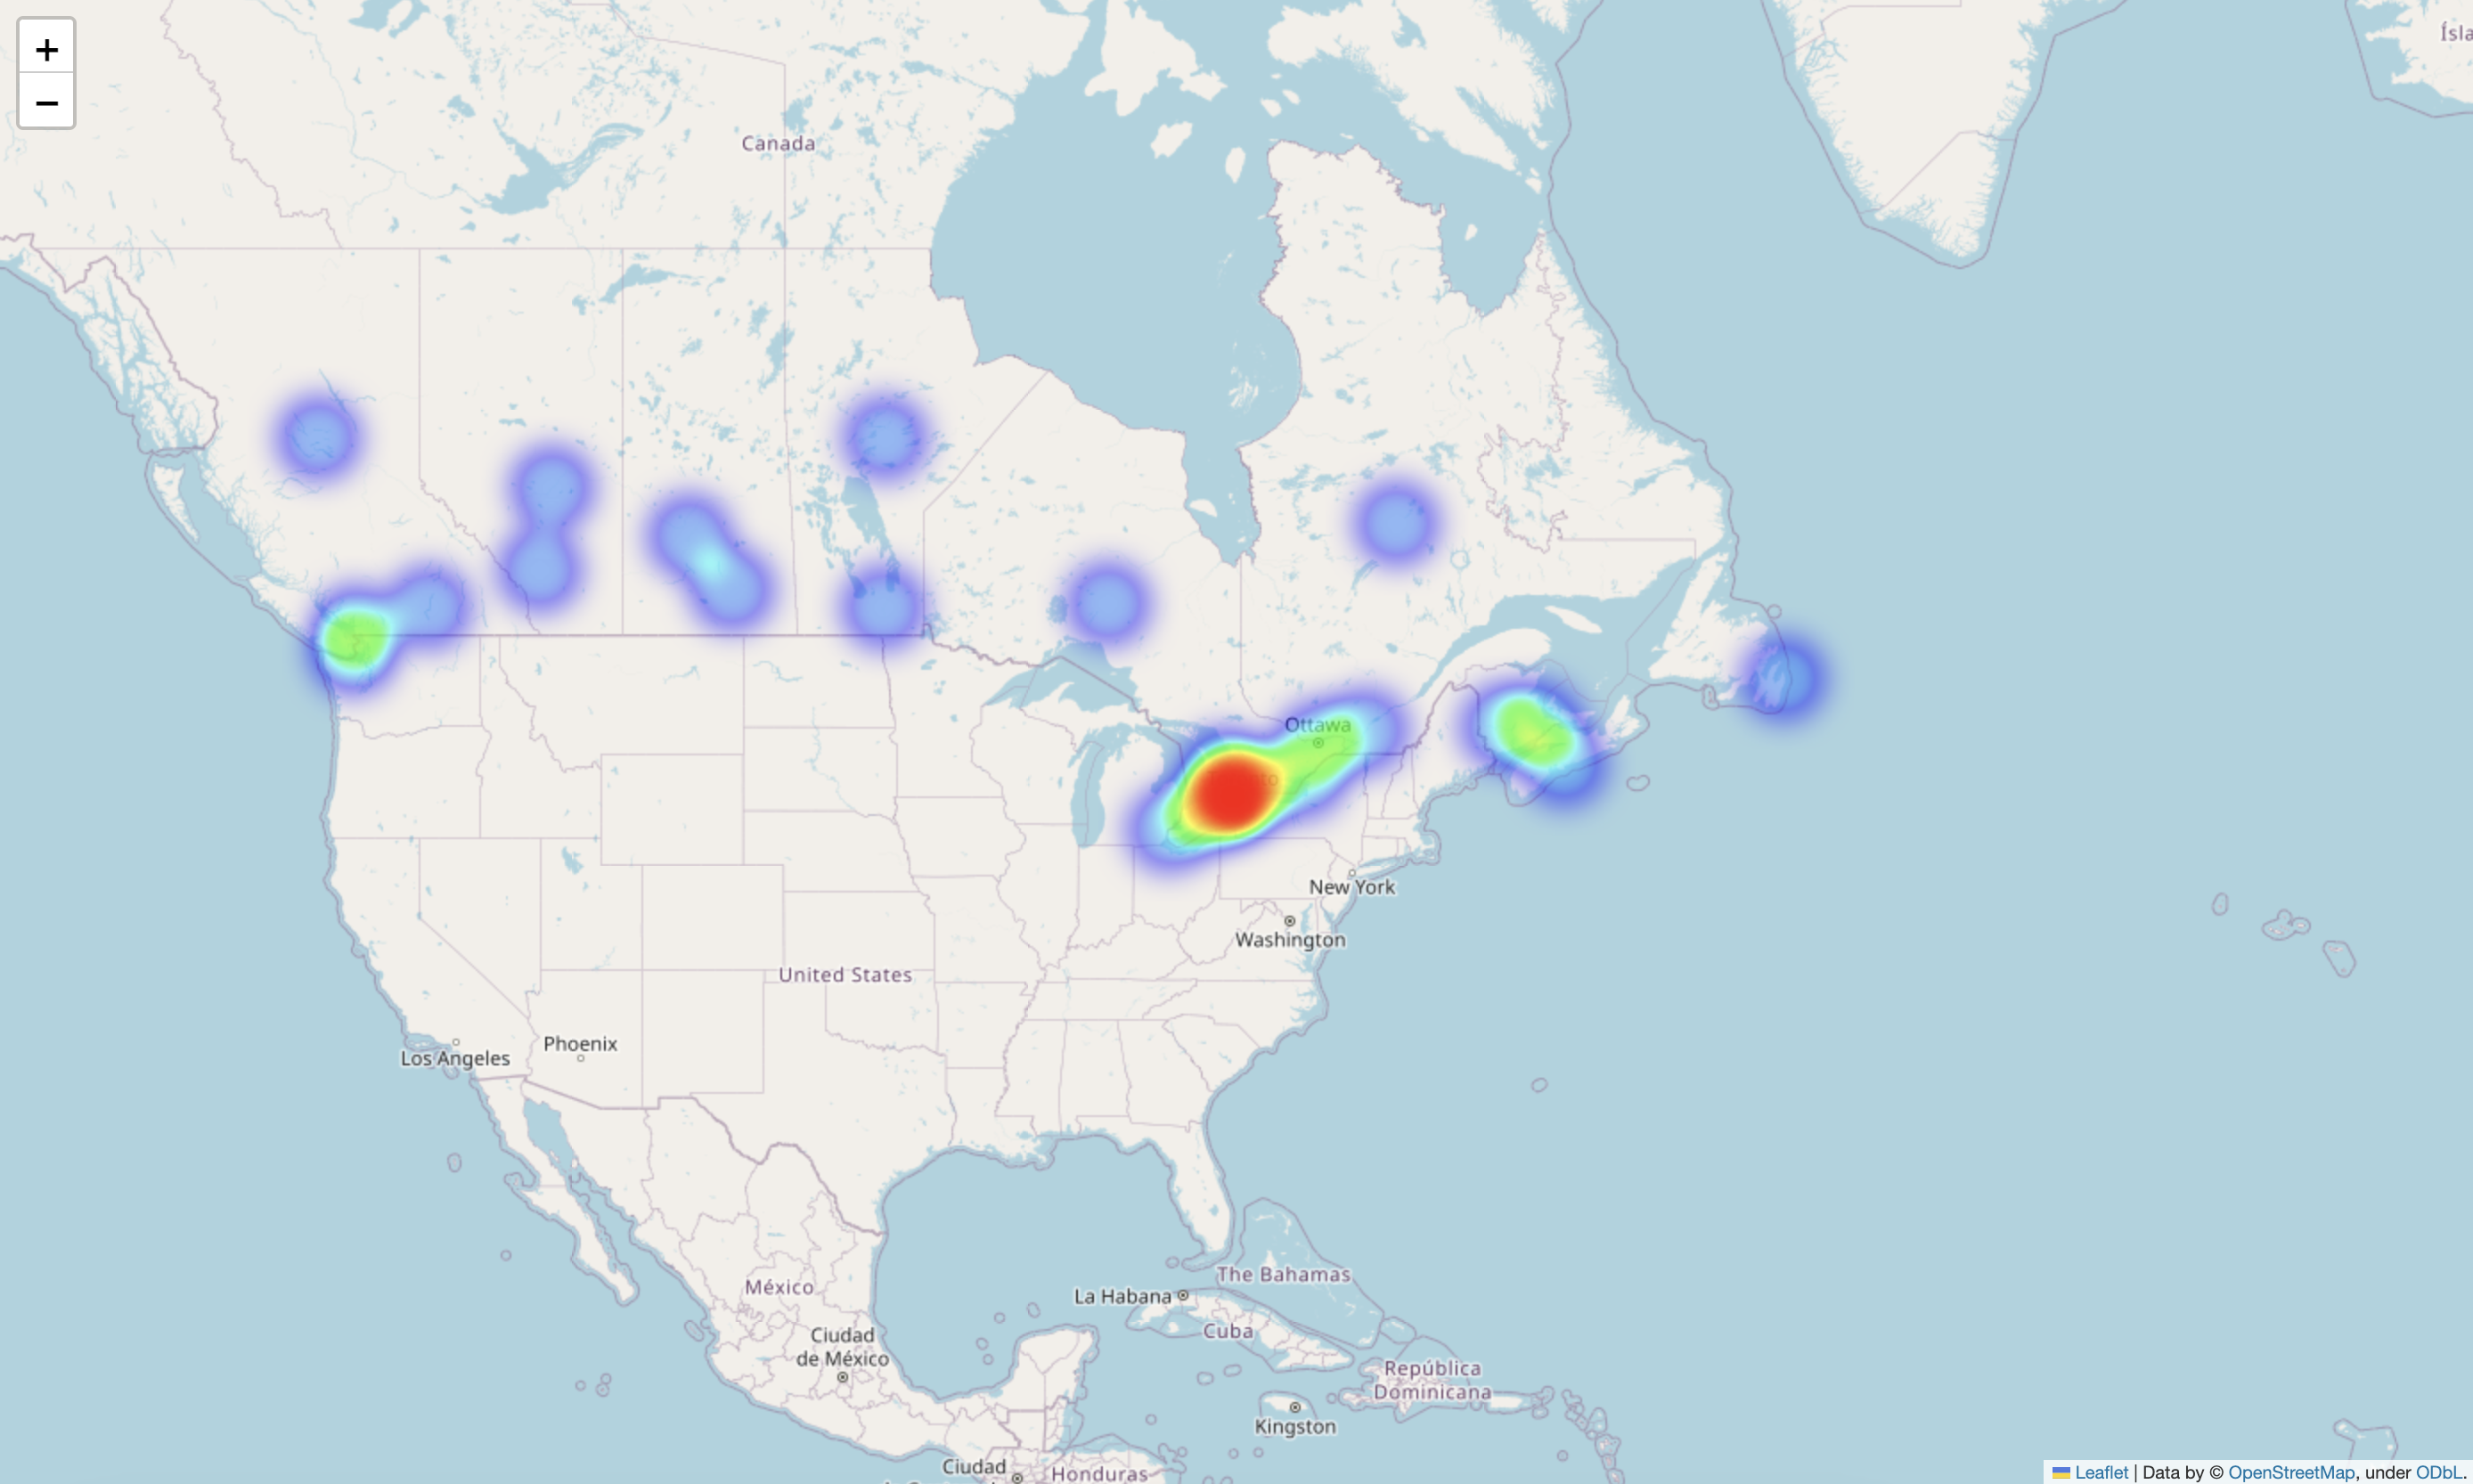 +
−
Ísla
Canada
Ottawa
New York
Washington
United States
Los Angeles
Phoenix
México
Ciudad
de México
La Habana
The Bahamas
Cuba
República
Dominicana
Kingston
Ciudad
Honduras
Leaflet | Data by © OpenStreetMap, under ODbL.